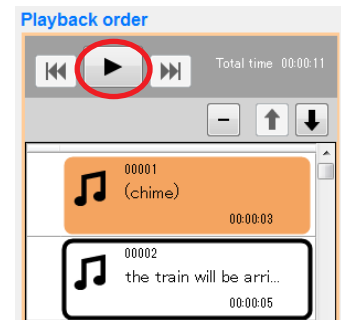 Playback order
Total time 00:00:11
00001
(chime)
00:00:03
00002
the train will be arri...
00:00:05